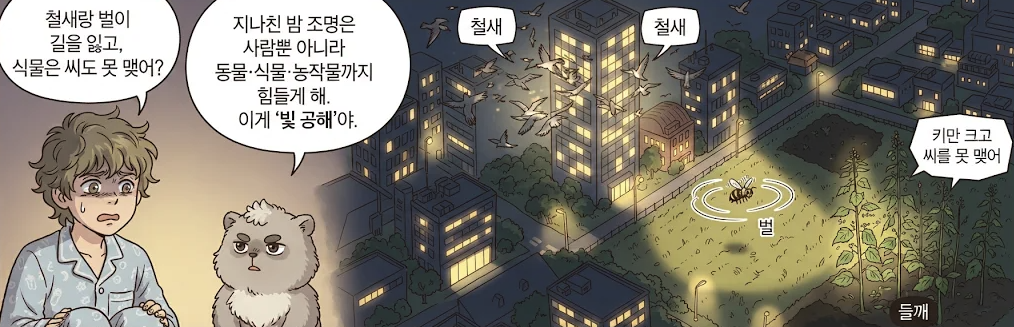 철새랑 벌이
길을 잃고,
식물은 씨도 못 맺어?
지나친 밤 조명은
사람뿐 아니라
동물·식물·농작물까지
힘들게 해.
이게 ‘빛 공해’야.
철새
철새
키만 크고
씨를 못 맺어
벌
들깨